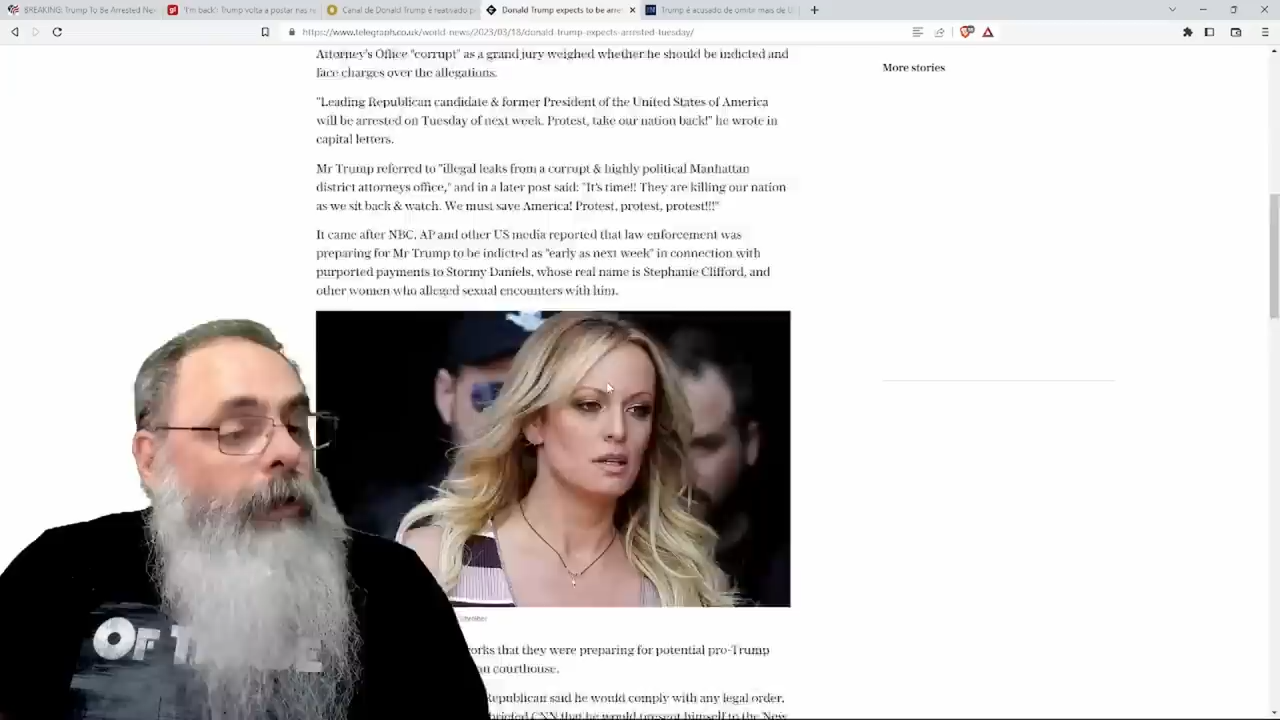 BREAKING: Trump To Be Arrested Ne
'I'm back': Trump volta a postar nas r
Canal de Donald Trump é reativado p
Donald Trump expects to be arre
Trump é acusado de omitir mais de U
https://www.telegraph.co.uk/world-news/2023/03/18/donald-trump-expects-arrested-tuesday/
Attorney's Office "corrupt" as a grand jury weighed whether he should be indicted and
face charges over the allegations.
More stories
"Leading Republican candidate & former President of the United States of America
will be arrested on Tuesday of next week. Protest, take our nation back!" he wrote in
capital letters.
Mr Trump referred to "illegal leaks from a corrupt & highly political Manhattan
district attorneys office," and in a later post said: "It's time!! They are killing our nation
as we sit back & watch. We must save America! Protest, protest, protest!!!"
It came after NBC, AP and other US media reported that law enforcement was
preparing for Mr Trump to be indicted as "early as next week" in connection with
purported payments to Stormy Daniels, whose real name is Stephanie Clifford, and
other women who alleged sexual encounters with him.
OF
orks that they were preparing for potential pro-Trump
courthouse.
Republican said he would comply with any legal order.
briefed CNN that he would present himself to the New